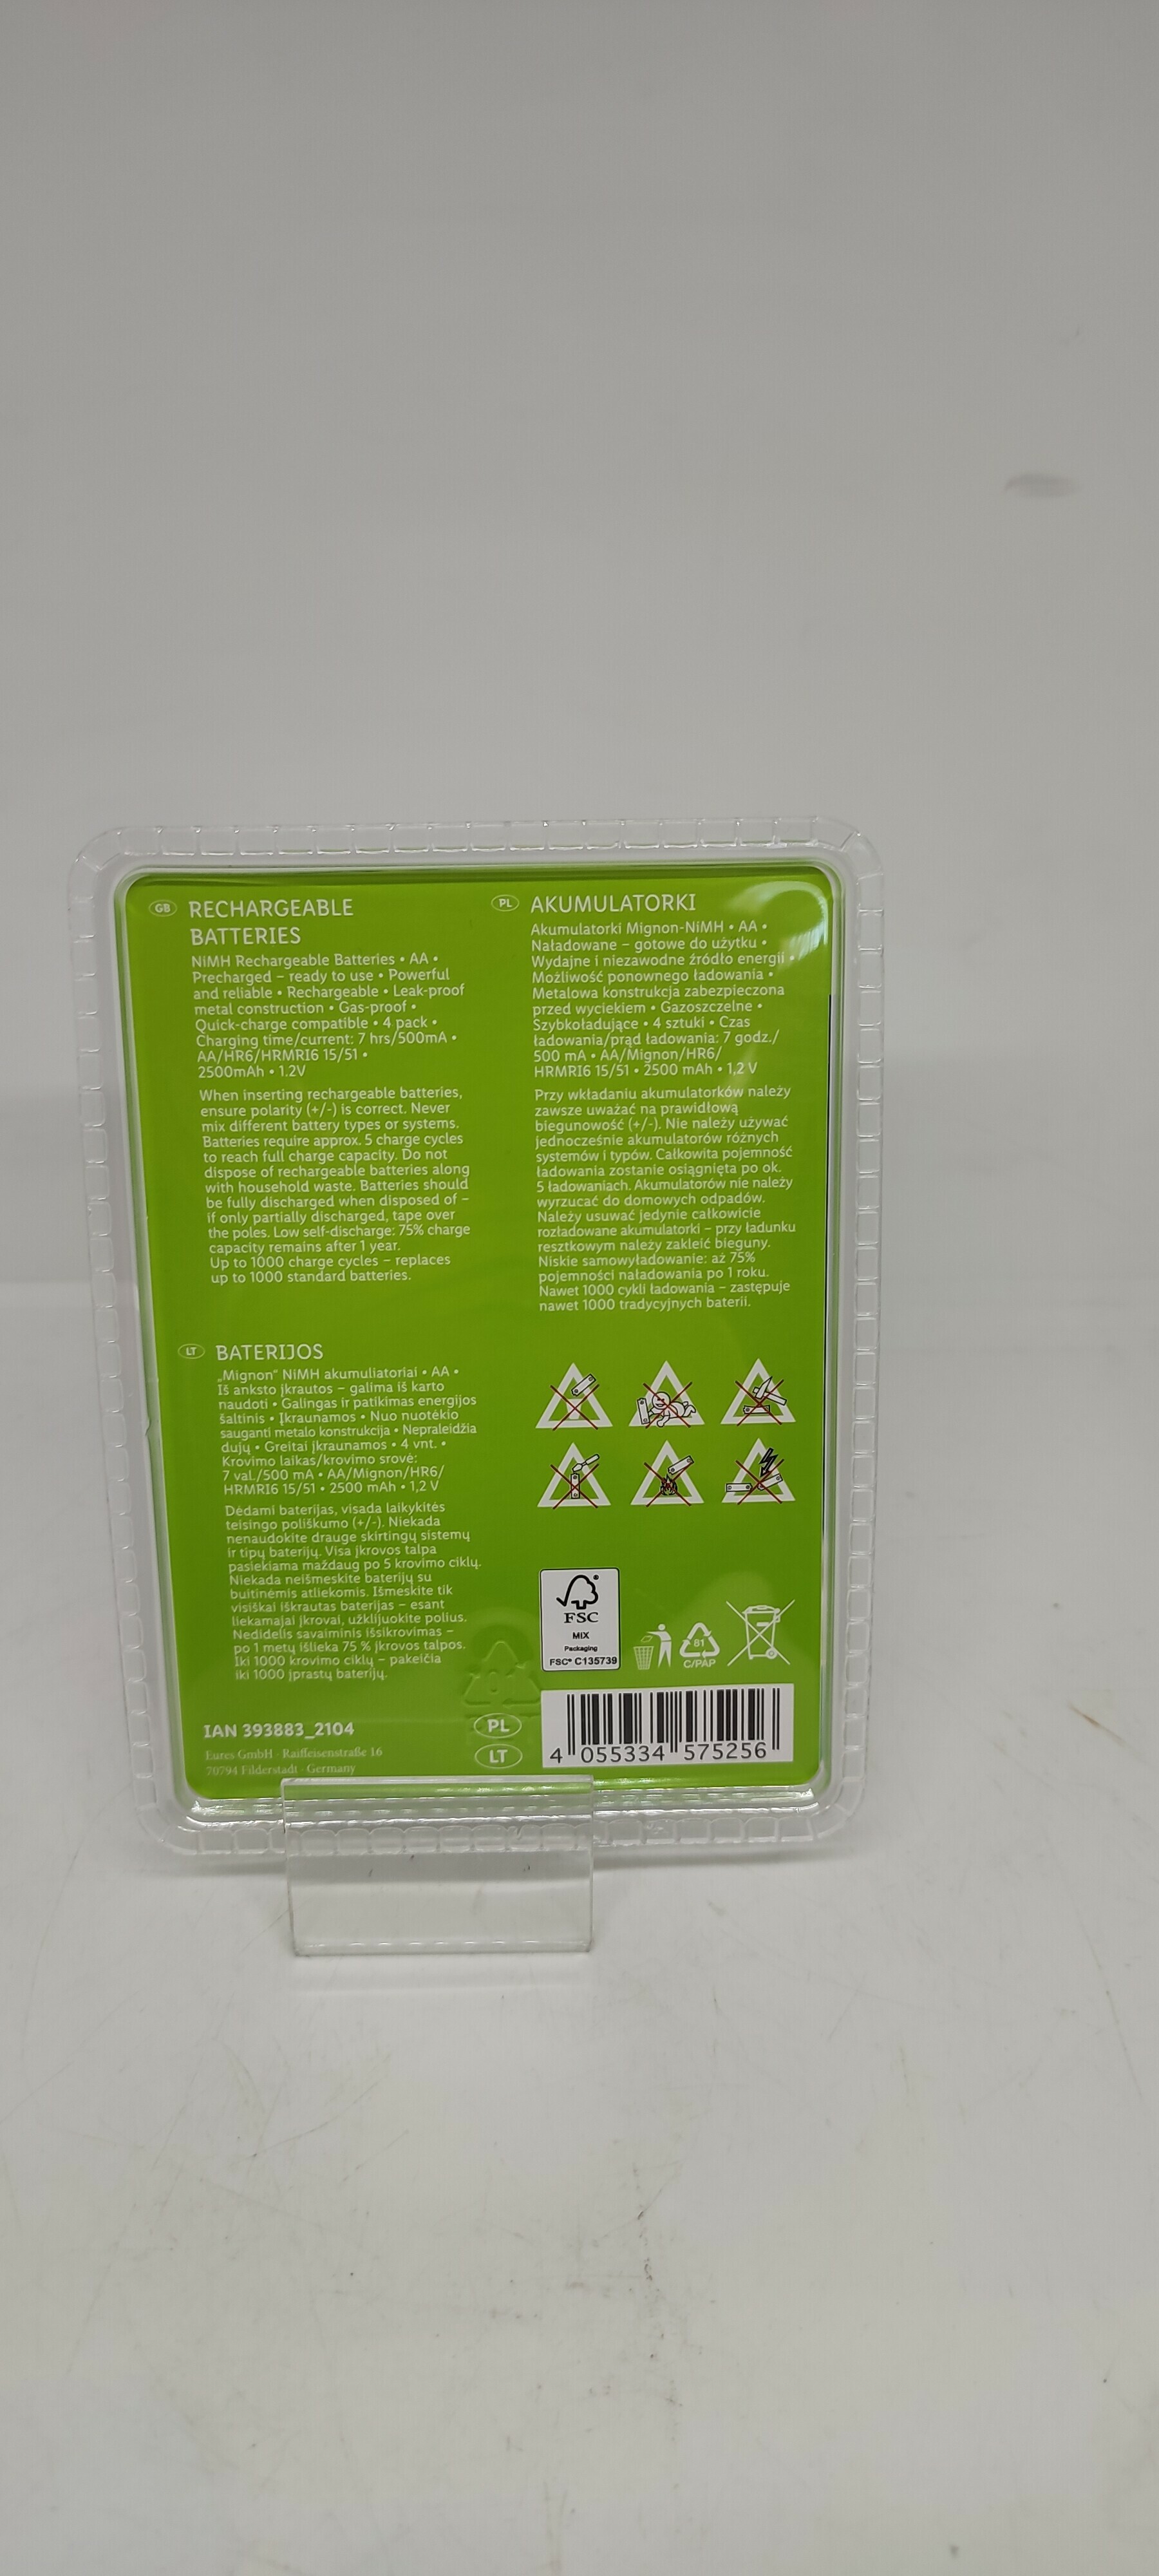 GB RECHARGEABLE
BATTERIES
NiMH Rechargeable Batteries • AA •
Precharged – ready to use • Powerful
and reliable • Rechargeable • Leak-proof
metal construction • Gas-proof •
Quick-charge compatible • 4 pack •
Charging time/current: 7 hrs/500mA •
AA/HR6/HRMRI6 15/51 •
2500mAh • 1.2V
When inserting rechargeable batteries,
ensure polarity (+/-) is correct. Never
mix different battery types or systems.
Batteries require approx. 5 charge cycles
to reach full charge capacity. Do not
dispose of rechargeable batteries along
with household waste. Batteries should
be fully discharged when disposed of –
if only partially discharged, tape over
the poles. Low self-discharge: 75% charge
capacity remains after 1 year.
Up to 1000 charge cycles – replaces
up to 1000 standard batteries.
PL AKUMULATORKI
Akumulatorki Mignon-NiMH • AA •
Naładowane – gotowe do użytku •
Wydajne i niezawodne źródło energii •
Możliwość ponownego ładowania •
Metalowa konstrukcja zabezpieczona
przed wyciekiem • Gazoszczelne •
Szybkoładujące • 4 sztuki • Czas
ładowania/prąd ładowania: 7 godz./
500 mA • AA/Mignon/HR6/
HRMRI6 15/51 • 2500 mAh • 1,2 V
Przy wkładaniu akumulatorków należy
zawsze uważać na prawidłową
biegunowość (+/-). Nie należy używać
jednocześnie akumulatorów różnych
systemów i typów. Całkowita pojemność
ładowania zostanie osiągnięta po ok.
5 ładowaniach. Akumulatorów nie należy
wyrzucać do domowych odpadów.
Należy usuwać jedynie całkowicie
rozładowane akumulatorki – przy ładunku
resztkowym należy zakleić bieguny.
Niskie samowyładowanie: aż 75%
pojemności naładowania po 1 roku.
Nawet 1000 cykli ładowania – zastępuje
nawet 1000 tradycyjnych baterii.
LT BATERIJOS
„Mignon“ NiMH akumuliatoriai • AA •
Iš anksto įkrautos – galima iš karto
naudoti • Galingas ir patikimas energijos
šaltinis • Įkraunamos • Nuo nuotėkio
sauganti metalo konstrukcija • Nepraleidžia
dujų • Greitai įkraunamos • 4 vnt. •
Krovimo laikas/krovimo srovė:
7 val./500 mA • AA/Mignon/HR6/
HRMRI6 15/51 • 2500 mAh • 1,2 V
Dėdami baterijas, visada laikykitės
teisingo poliškumo (+/-). Niekada
nenaudokite drauge skirtingų sistemų
ir tipų baterijų. Visa įkrovos talpa
pasiekiama maždaug po 5 krovimo ciklų.
Niekada neišmeskite baterijų su
buitinėmis atliekomis. Išmeskite tik
visiškai iškrautas baterijas – esant
liekamajai įkrovai, užklijuokite polius.
Nedidelis savaiminis išsikrovimas –
po 1 metų išlieka 75 % įkrovos talpos.
Iki 1000 krovimo ciklų – pakeičia
iki 1000 įprastų baterijų.
FSC
MIX
Packaging
FSC® C135739
81
C/PAP
IAN 393883_2104
Eures GmbH · Raiffeisenstraße 16
70794 Filderstadt · Germany
PL
LT
4 055334 575256